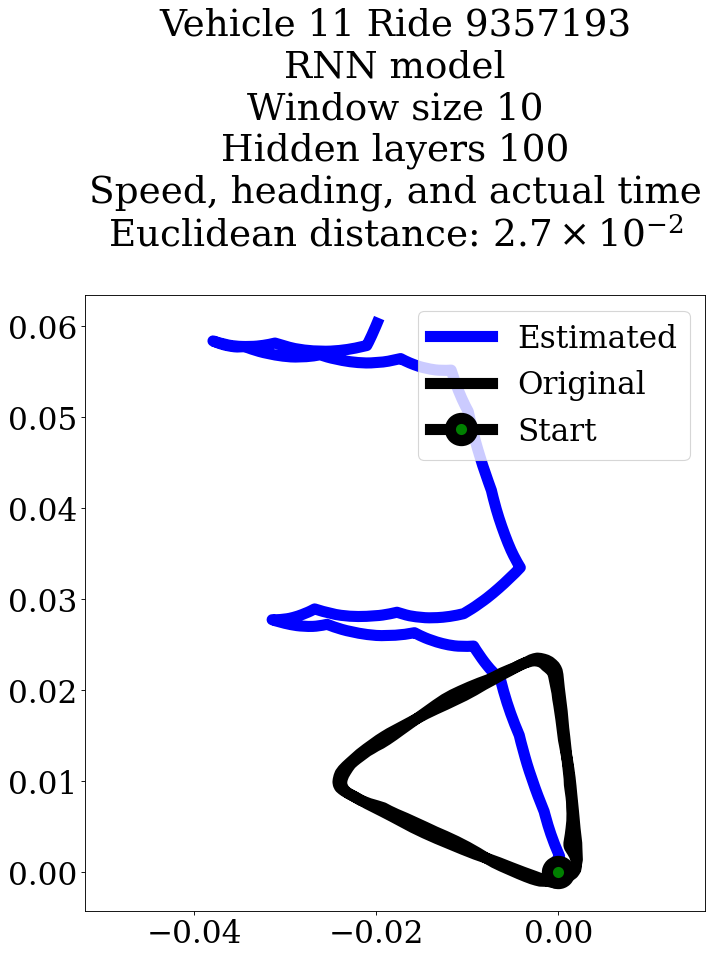 Vehicle 11 Ride 9357193
RNN model
Window size 10
Hidden layers 100
Speed, heading, and actual time
Euclidean distance: 2.7 × 10⁻²
Estimated
Original
Start
0.06
0.05
0.04
0.03
0.02
0.01
0.00
−0.04 −0.02 0.00